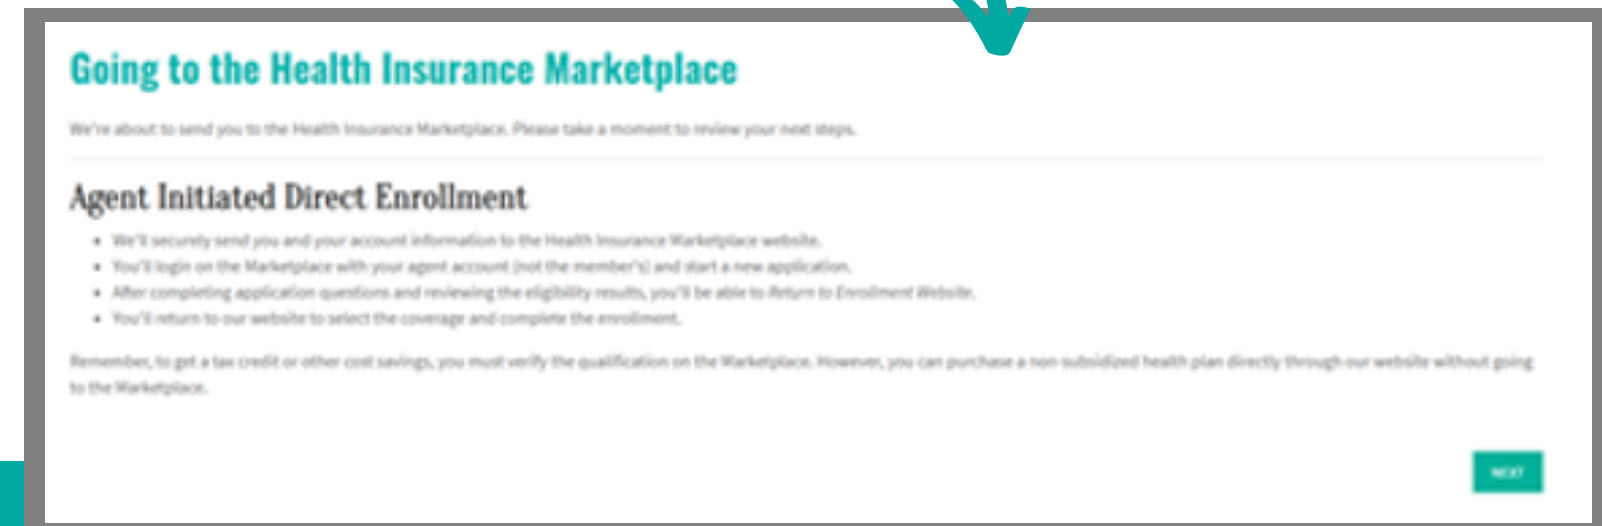 Going to the Health Insurance Marketplace
We're about to send you to the Health Insurance Marketplace. Please take a moment to review your next steps.
Agent Initiated Direct Enrollment
• We'll securely send you and your account information to the Health Insurance Marketplace website.
• You'll login on the Marketplace with your agent account (not the member's) and start a new application.
• After completing application questions and reviewing the eligibility results, you'll be able to Return to Enrollment Website.
• You'll return to our website to select the coverage and complete the enrollment.
Remember, to get a tax credit or other cost savings, you must verify the qualification on the Marketplace. However, you can purchase a non-subsidized health plan directly through our website without going
to the Marketplace.
NEXT